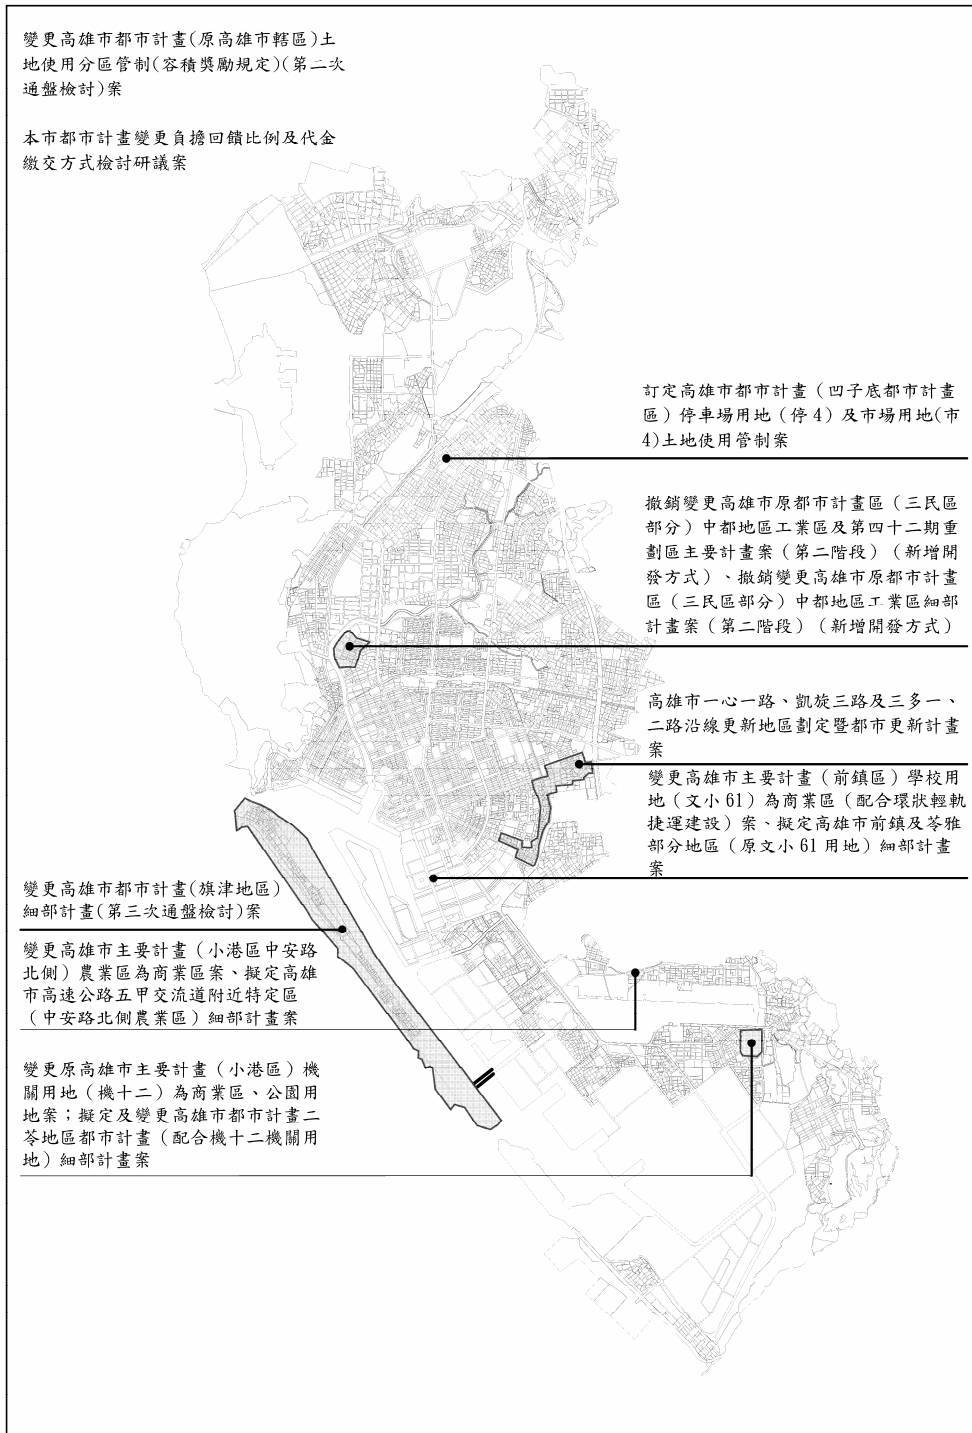 變更高雄市都市計畫(原高雄市轄區)土
地使用分區管制(容積獎勵規定)(第二次
通盤檢討)案
本市都市計畫變更負擔回饋比例及代金
繳交方式檢討研議案
訂定高雄市都市計畫（凹子底都市計畫
區）停車場用地（停 4）及市場用地(市
4)土地使用管制案
撤銷變更高雄市原都市計畫區（三民區
部分）中都地區工業區及第四十二期重
劃區主要計畫案（第二階段）（新增開
發方式）、撤銷變更高雄市原都市計畫
區（三民區部分）中都地區工業區細部
計畫案（第二階段）（新增開發方式）
高雄市一心一路、凱旋三路及三多一、
二路沿線更新地區劃定暨都市更新計畫
案
變更高雄市主要計畫（前鎮區）學校用
地（文小 61）為商業區（配合環狀輕軌
捷運建設）案、擬定高雄市前鎮及苓雅
部分地區（原文小 61 用地）細部計畫
案
變更高雄市都市計畫(旗津地區)
細部計畫(第三次通盤檢討)案
變更高雄市主要計畫（小港區中安路
北側）農業區為商業區案、擬定高雄
市高速公路五甲交流道附近特定區
（中安路北側農業區）細部計畫案
變更原高雄市主要計畫（小港區）機
關用地（機十二）為商業區、公園用
地案；擬定及變更高雄市都市計畫二
苓地區都市計畫（配合機十二機關用
地）細部計畫案